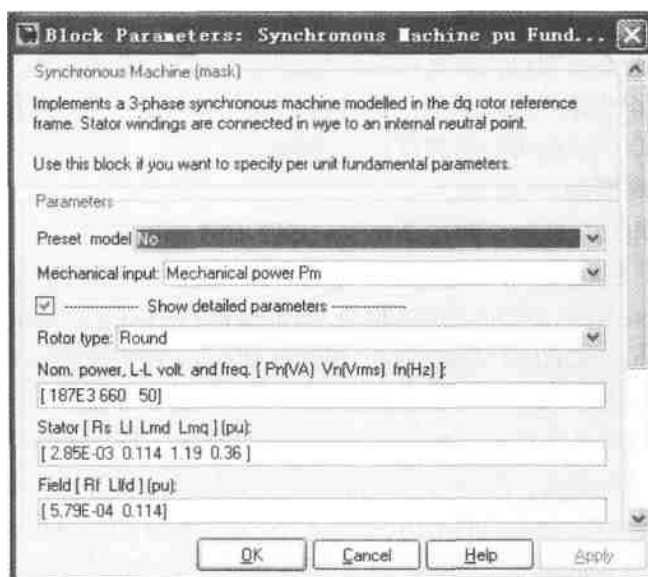 Block Parameters: Synchronous Machine pu Fund...
Synchronous Machine (mask)
Implements a 3-phase synchronous machine modelled in the dq rotor reference
frame. Stator windings are connected in wye to an internal neutral point.
Use this block if you want to specify per unit fundamental parameters.
Parameters
Preset model No
Mechanical input: Mechanical power Pm
---------------- Show detailed parameters ----------------
Rotor type: Round
Nom. power, L-L volt. and freq. [ Pn(VA) Vn(Vrms) fn(Hz) ]:
[ 187E3 660 50]
Stator [ Rs Ll Lmd Lmq ] (pu):
[ 2.85E-03 0.114 1.19 0.36 ]
Field [ Rf Llfd ] (pu):
[ 5.79E-04 0.114]
OK Cancel Help Apply